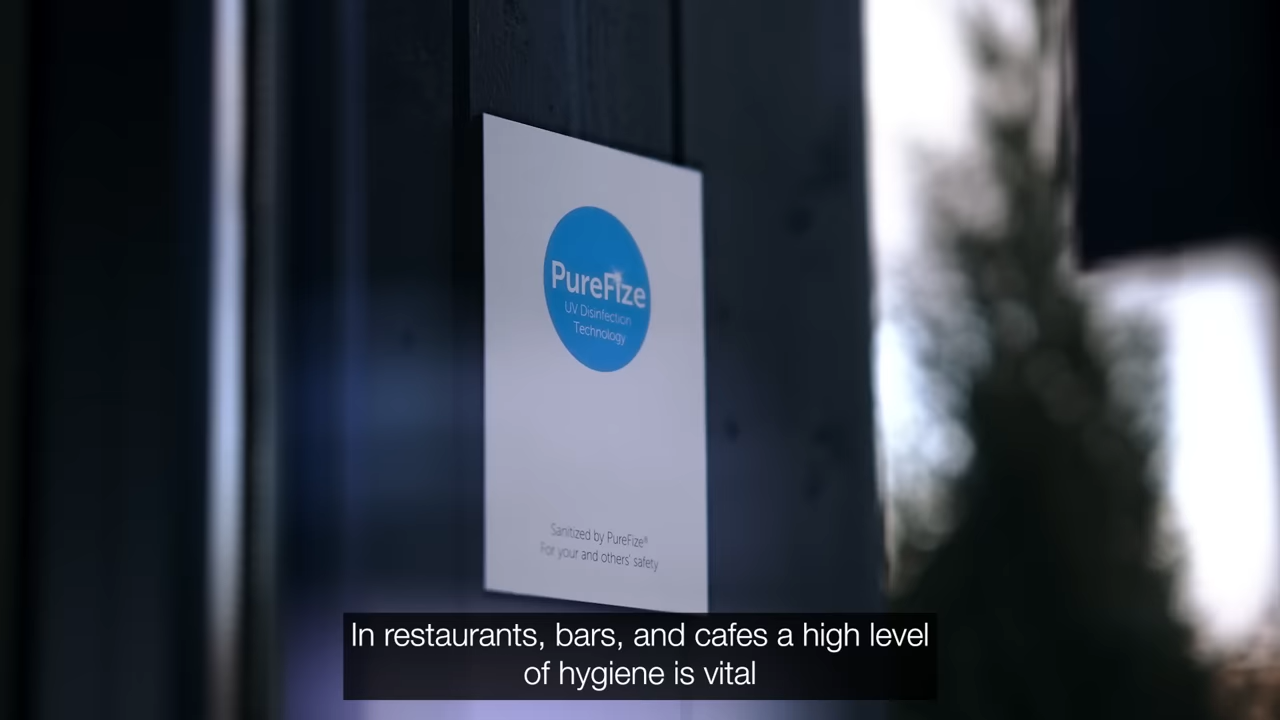 PureFize
UV Disinfection
Technology
Sanitized by PureFize®
For your and others' safety
In restaurants, bars, and cafes a high level
of hygiene is vital